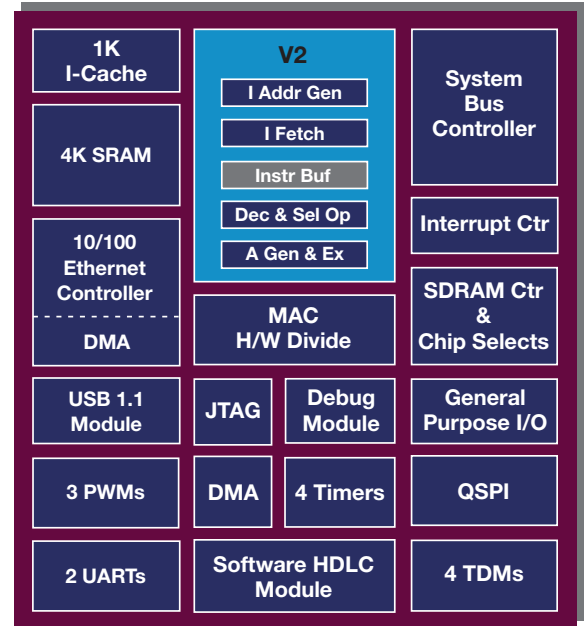 1K
I-Cache
4K SRAM
10/100
Ethernet
Controller
DMA
USB 1.1
Module
3 PWMs
2 UARTs
V2
I Addr Gen
I Fetch
Instr Buf
Dec & Sel Op
A Gen & Ex
MAC
H/W Divide
JTAG
Debug
Module
DMA
4 Timers
Software HDLC
Module
System
Bus
Controller
Interrupt Ctr
SDRAM Ctr
&
Chip Selects
General
Purpose I/O
QSPI
4 TDMs